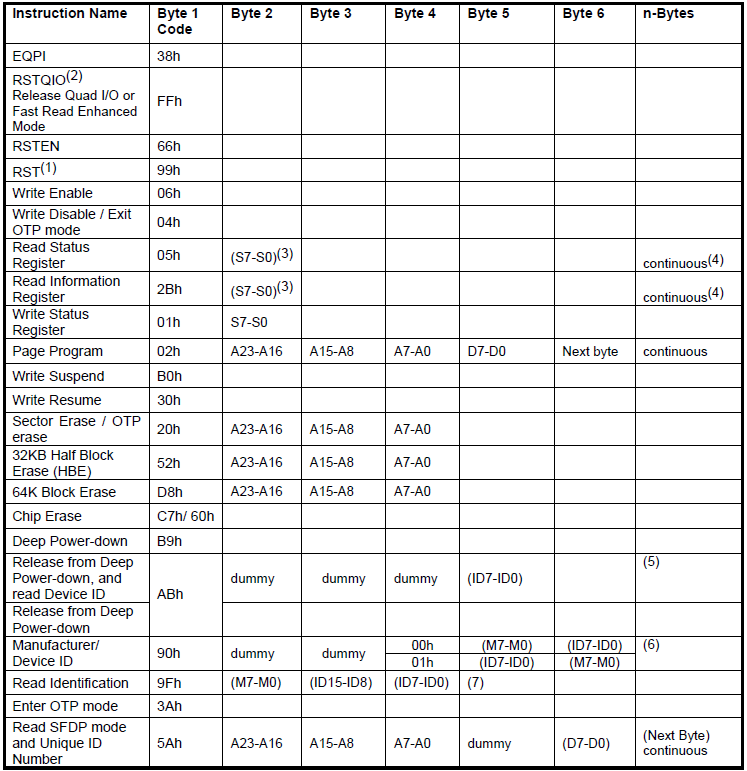 Instruction Name Byte 1 Code Byte 2 Byte 3 Byte 4 Byte 5 Byte 6 n-Bytes
EQPI 38h
RSTQIO(2)
Release Quad I/O or
Fast Read Enhanced
Mode FFh
RSTEN 66h
RST(1) 99h
Write Enable 06h
Write Disable / Exit
OTP mode 04h
Read Status
Register 05h (S7-S0)(3) continuous(4)
Read Information
Register 2Bh (S7-S0)(3) continuous(4)
Write Status
Register 01h S7-S0
Page Program 02h A23-A16 A15-A8 A7-A0 D7-D0 Next byte continuous
Write Suspend B0h
Write Resume 30h
Sector Erase / OTP
erase 20h A23-A16 A15-A8 A7-A0
32KB Half Block
Erase (HBE) 52h A23-A16 A15-A8 A7-A0
64K Block Erase D8h A23-A16 A15-A8 A7-A0
Chip Erase C7h/ 60h
Deep Power-down B9h
Release from Deep
Power-down, and
read Device ID ABh dummy dummy dummy (ID7-ID0) (5)
Release from Deep
Power-down
Manufacturer/
Device ID 90h dummy dummy 00h (M7-M0) (ID7-ID0) (6)
01h (ID7-ID0) (M7-M0)
Read Identification 9Fh (M7-M0) (ID15-ID8) (ID7-ID0) (7)
Enter OTP mode 3Ah
Read SFDP mode
and Unique ID
Number 5Ah A23-A16 A15-A8 A7-A0 dummy (D7-D0) (Next Byte)
continuous